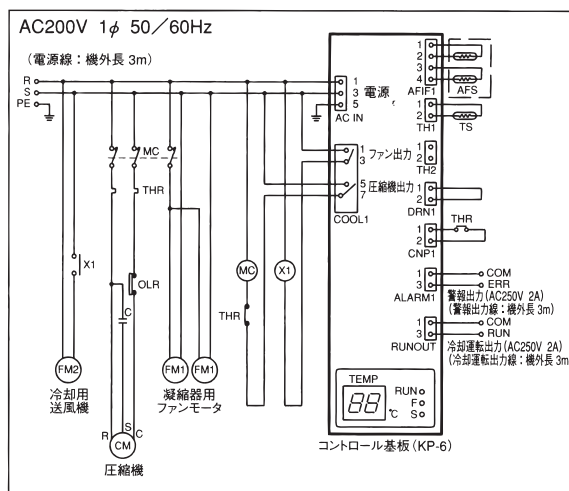 AC200V 1φ 50／60Hz
(電源線：機外長 3m)
R
S
PE
1
3
5
電源
AC IN
1
3
ファン出力
5
7
圧縮機出力
COOL1
1
2
3
4
AFIF1
AFS
1
2
TH1
TS
1
2
TH2
1
2
DRN1
THR
1
2
CNP1
1
3
ALARM1
COM
ERR
警報出力(AC250V 2A)
(警報出力線：機外長 3m)
1
3
RUNOUT
COM
RUN
冷却運転出力(AC250V 2A)
(冷却運転出力線：機外長 3m)
MC
THR
X1
OLR
C
MC
X1
THR
FM2
冷却用
送風機
FM1
FM1
凝縮器用
ファンモータ
R
S
C
CM
圧縮機
TEMP
88
℃
RUN
F
S
コントロール基板(KP-6)